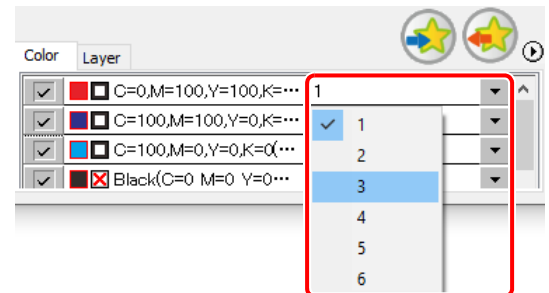 Color Layer
C=0,M=100,Y=100,K=··· 1
C=100,M=100,Y=0,K=··· 1
C=100,M=0,Y=0,K=0(··· 2
Black(C=0 M=0 Y=0··· 3
4
5
6